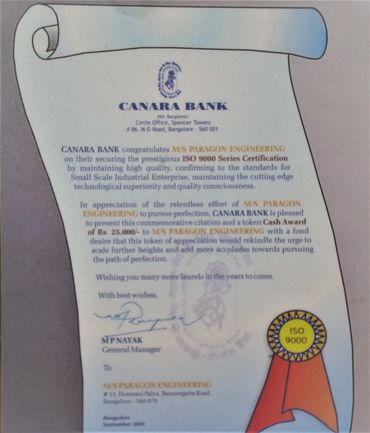 CANARA BANK
(HO: Bangalore)
Circle Office, Spencer Towers
# 86, M G Road, Bangalore - 560 001
CANARA BANK congratulates M/S PARAGON ENGINEERING
on their securing the prestigious ISO 9000 Series Certification
by maintaining high quality, confirming to the standards for
Small Scale Industrial Enterprise, maintaining the cutting edge
technological superiority and quality consciousness.
In appreciation of the relentless effort of M/S PARAGON
ENGINEERING to pursue perfection, CANARA BANK is pleased
to present this commemorative citation and a token Cash Award
of Rs. 25,000/- to M/S PARAGON ENGINEERING with a fond
desire that this token of appreciation would rekindle the urge to
scale further heights and add more accolades towards pursuing
the path of perfection.
Wishing you many more laurels in the years to come.
With best wishes,
M P NAYAK
General Manager
ISO
9000
To
M/S PARAGON ENGINEERING
# 11, Palya, Bannergatta Road
Bangalore - 560 076
Bangalore
September 2003